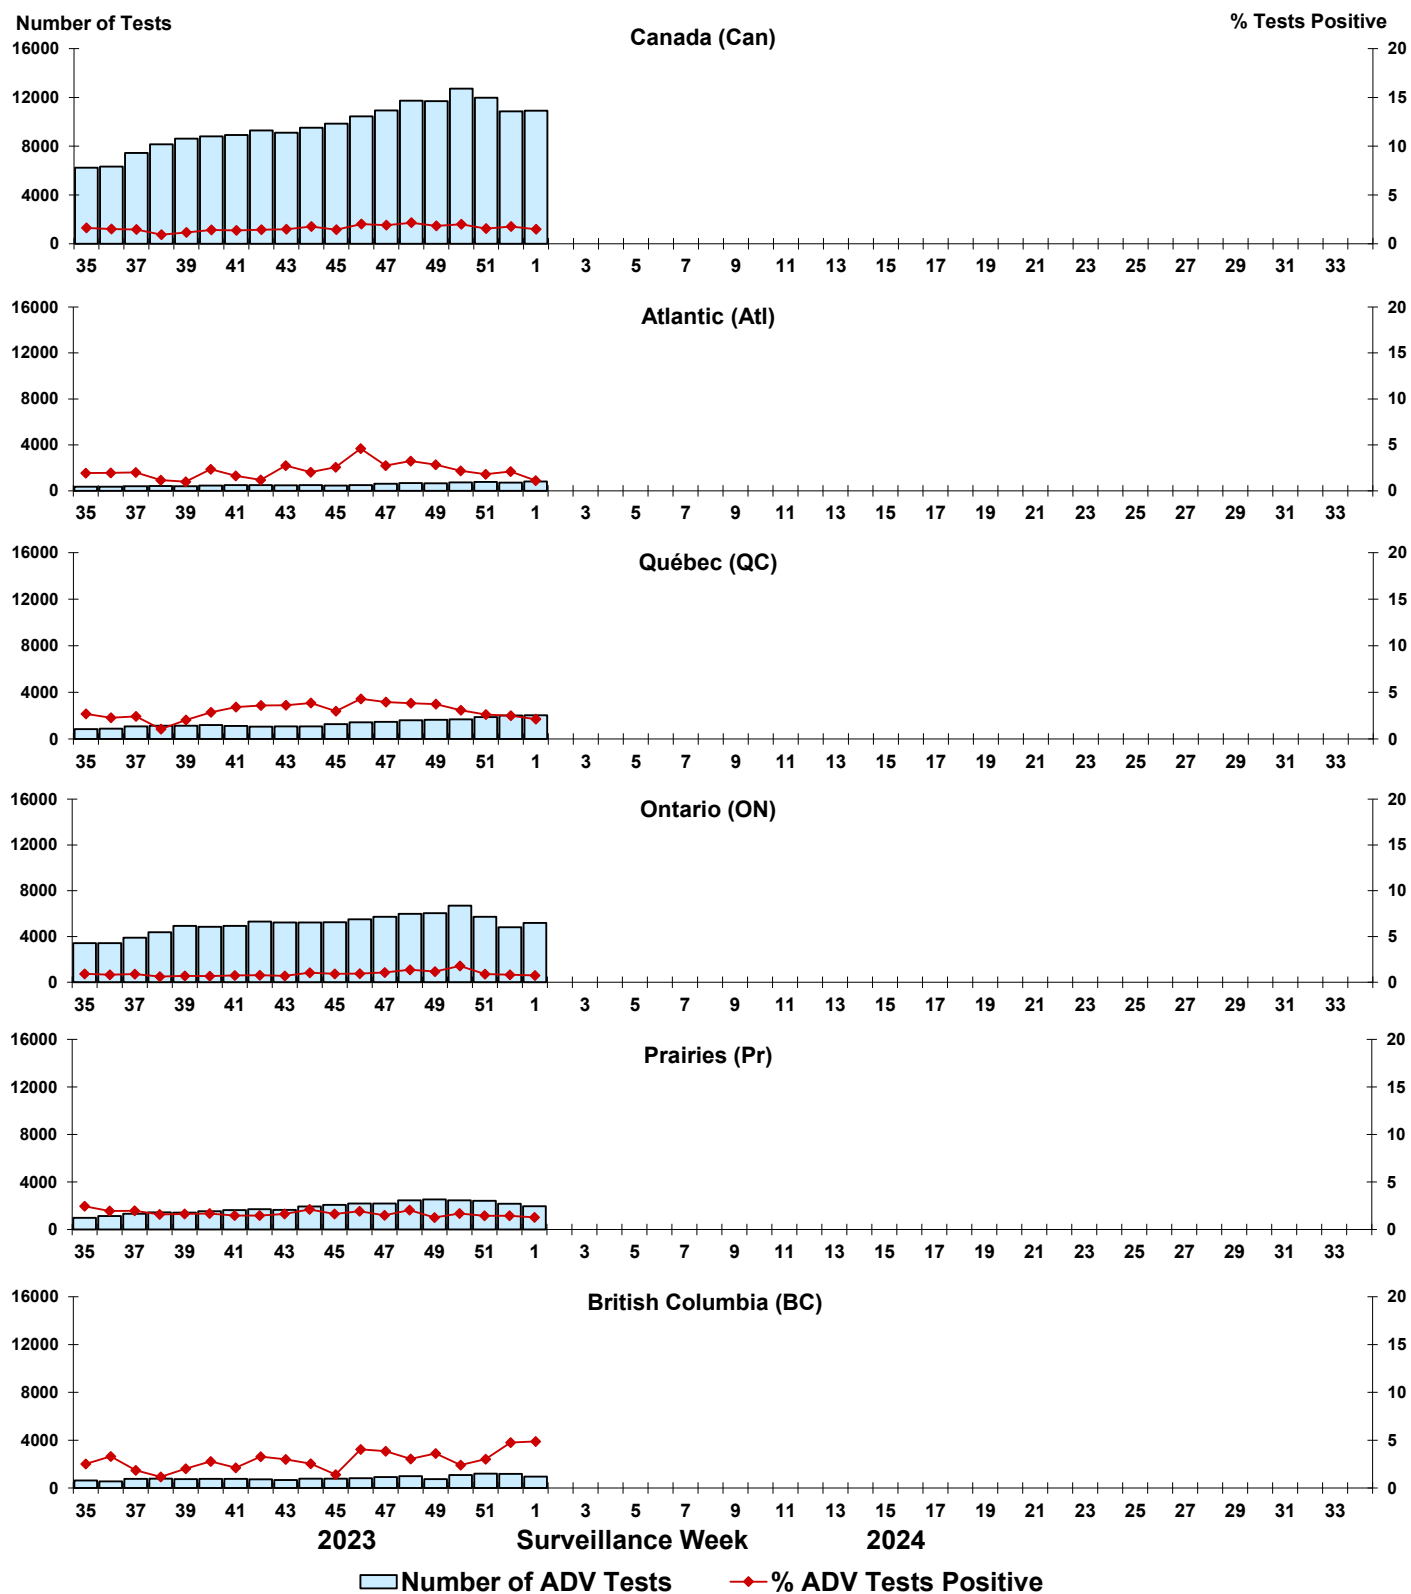 Number of Tests
% Tests Positive
Canada (Can)
16000 20
12000 15
8000 10
4000 5
0 0
35 37 39 41 43 45 47 49 51 1 3 5 7 9 11 13 15 17 19 21 23 25 27 29 31 33
Atlantic (Atl)
16000 20
12000 15
8000 10
4000 5
0 0
35 37 39 41 43 45 47 49 51 1 3 5 7 9 11 13 15 17 19 21 23 25 27 29 31 33
Québec (QC)
16000 20
12000 15
8000 10
4000 5
0 0
35 37 39 41 43 45 47 49 51 1 3 5 7 9 11 13 15 17 19 21 23 25 27 29 31 33
Ontario (ON)
16000 20
12000 15
8000 10
4000 5
0 0
35 37 39 41 43 45 47 49 51 1 3 5 7 9 11 13 15 17 19 21 23 25 27 29 31 33
Prairies (Pr)
16000 20
12000 15
8000 10
4000 5
0 0
35 37 39 41 43 45 47 49 51 1 3 5 7 9 11 13 15 17 19 21 23 25 27 29 31 33
British Columbia (BC)
16000 20
12000 15
8000 10
4000 5
0 0
35 37 39 41 43 45 47 49 51 1 3 5 7 9 11 13 15 17 19 21 23 25 27 29 31 33
2023 Surveillance Week 2024
Number of ADV Tests % ADV Tests Positive